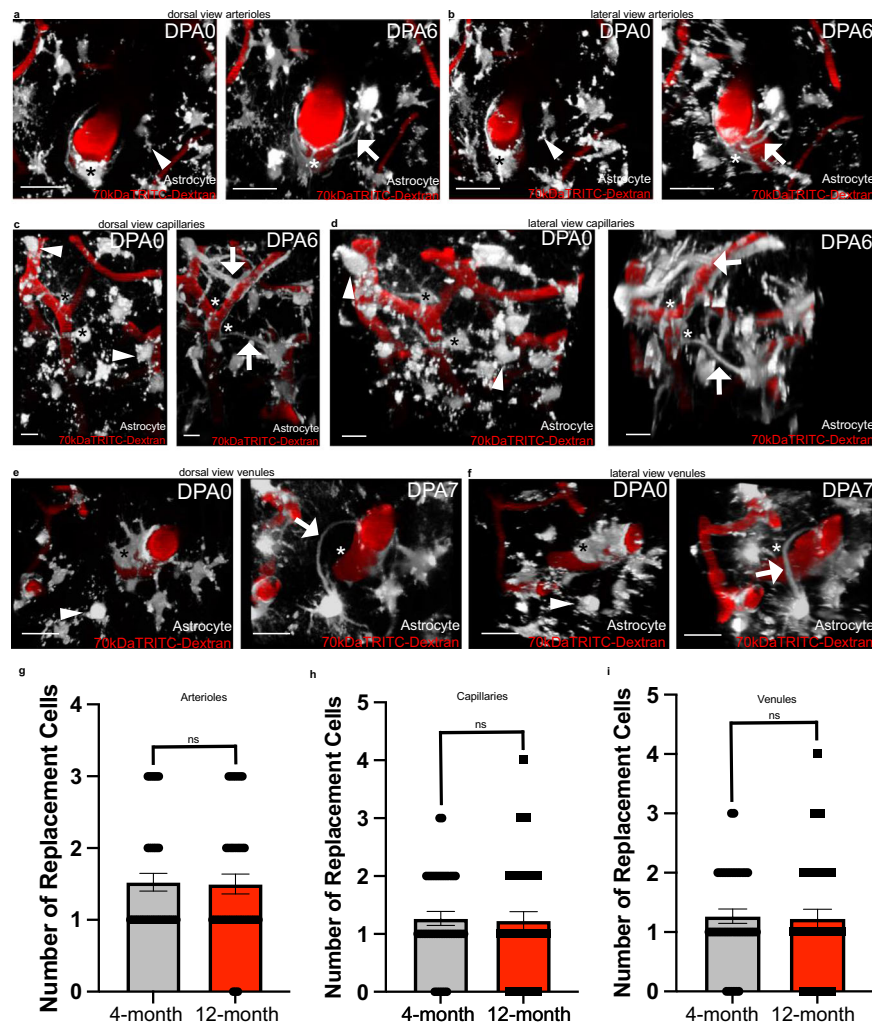 a dorsal view arterioles b lateral view arterioles
DPA0 DPA6 DPA0 DPA6
* * * *
Astrocyte Astrocyte Astrocyte Astrocyte
70kDaTRITC-Dextran 70kDaTRITC-Dextran 70kDaTRITC-Dextran 70kDaTRITC-Dextran
c dorsal view capillaries d lateral view capillaries
DPA0 DPA6 DPA0 DPA6
* * * *
* * * *
Astrocyte Astrocyte Astrocyte Astrocyte
70kDaTRITC-Dextran 70kDaTRITC-Dextran 70kDaTRITC-Dextran 70kDaTRITC-Dextran
e dorsal view venules f lateral view venules
DPA0 DPA7 DPA0 DPA7
* * * *
Astrocyte Astrocyte Astrocyte Astrocyte
70kDaTRITC-Dextran 70kDaTRITC-Dextran 70kDaTRITC-Dextran 70kDaTRITC-Dextran
g
Arterioles
Number of Replacement Cells
4
3
2
1
0
ns
4-month 12-month
h
Capillaries
Number of Replacement Cells
5
4
3
2
1
0
ns
4-month 12-month
i
Venules
Number of Replacement Cells
5
4
3
2
1
0
ns
4-month 12-month